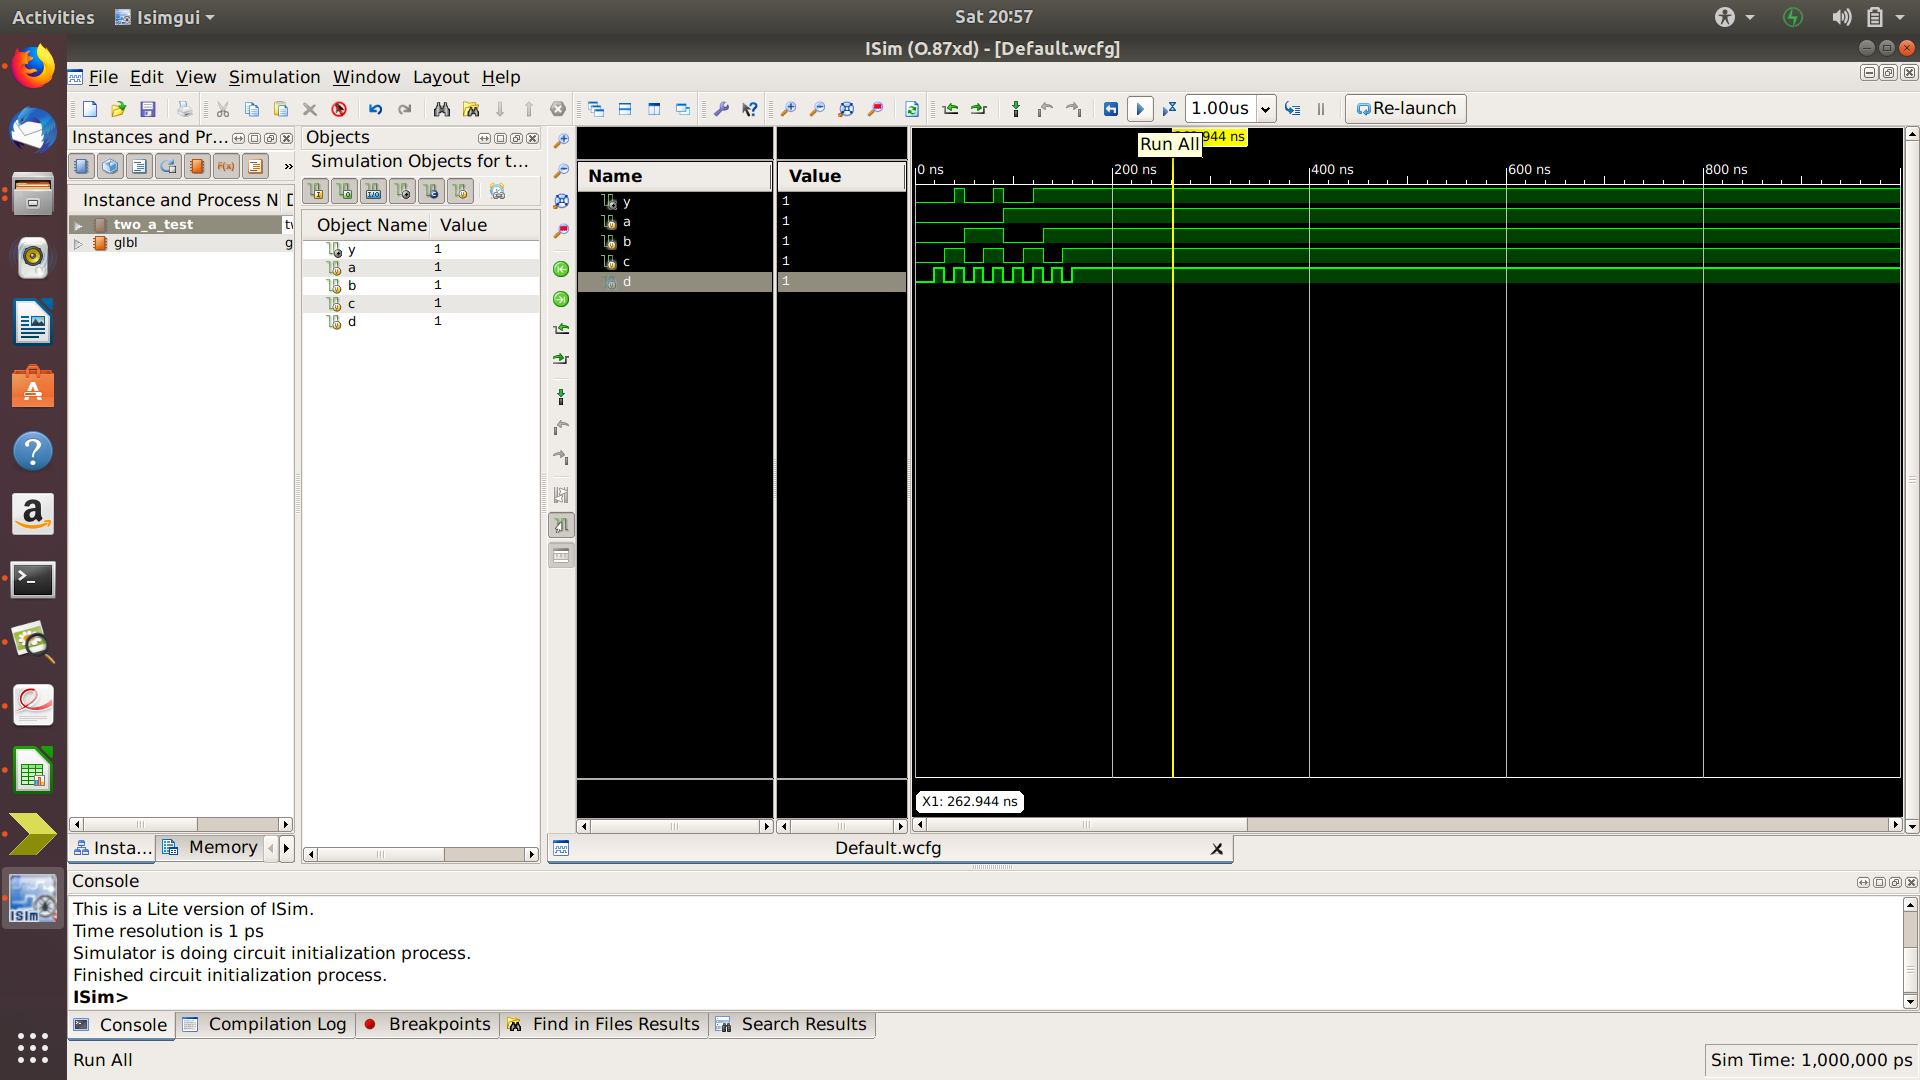 Activities
Isimgui
Sat 20:57
ISim (O.87xd) - [Default.wcfg]
File Edit View Simulation Window Layout Help
1.00us
Re-launch
Instances and Pr...
Objects
944 ns
Run All
Simulation Objects for t...
Instance and Process N
D
Object Name Value
two_a_test
glbl
g
y 1
a 1
b 1
c 1
d 1
Name Value
y 1
a 1
b 1
c 1
d 1
0 ns 200 ns 400 ns 600 ns 800 ns
X1: 262.944 ns
Insta...
Memory
Default.wcfg
Console
This is a Lite version of ISim.
Time resolution is 1 ps
Simulator is doing circuit initialization process.
Finished circuit initialization process.
ISim>
Console
Compilation Log
Breakpoints
Find in Files Results
Search Results
Run All
Sim Time: 1,000,000 ps